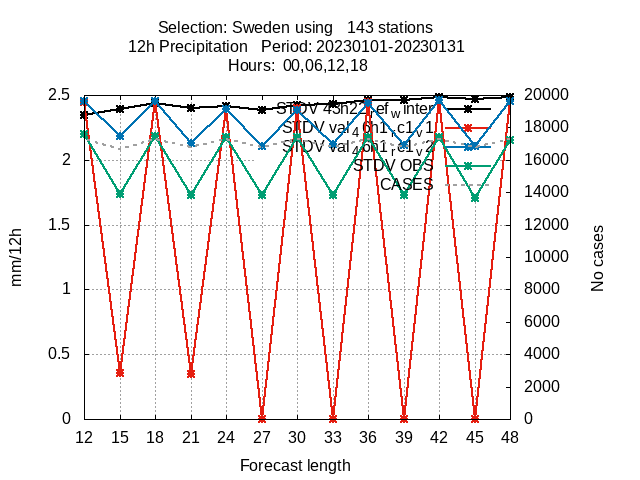 Selection: Sweden using 143 stations
12h Precipitation Period: 20230101-20230131
Hours: 00,06,12,18
2.5
2
1.5
1
0.5
0
mm/12h
20000
18000
16000
14000
12000
10000
8000
6000
4000
2000
0
No cases
STDV
STDV
STDV
STDV OBS
CASES
12 15 18 21 24 27 30 33 36 39 42 45 48
Forecast length